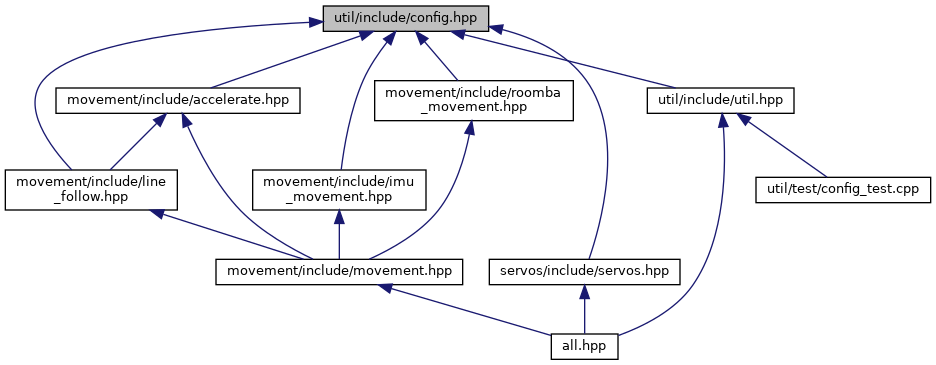 util/include/config.hpp
movement/include/accelerate.hpp
movement/include/roomba
_movement.hpp
util/include/util.hpp
movement/include/line
_follow.hpp
movement/include/imu
_movement.hpp
util/test/config_test.cpp
movement/include/movement.hpp
servos/include/servos.hpp
all.hpp